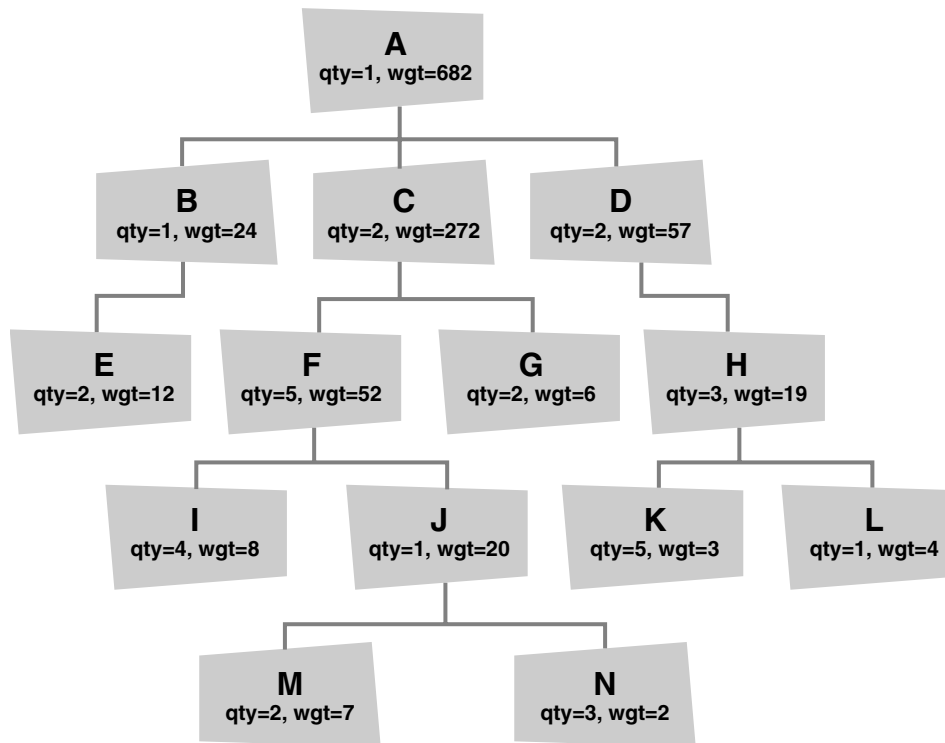 A
qty=1, wgt=682
B
qty=1, wgt=24
C
qty=2, wgt=272
D
qty=2, wgt=57
E
qty=2, wgt=12
F
qty=5, wgt=52
G
qty=2, wgt=6
H
qty=3, wgt=19
I
qty=4, wgt=8
J
qty=1, wgt=20
K
qty=5, wgt=3
L
qty=1, wgt=4
M
qty=2, wgt=7
N
qty=3, wgt=2